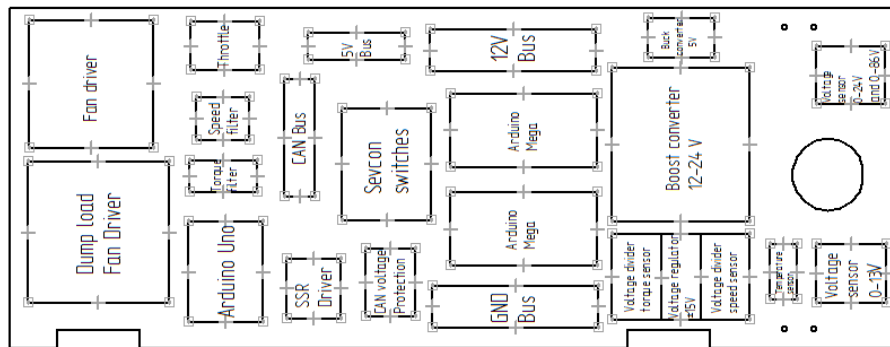 Fan driver
Dump load
Fan Driver
Throttle
Speed
filter
Torque
filter
Arduino Uno
5V
Bus
CAN Bus
SSR
Driver
Sevcon
switches
CAN voltage
Protection
12V
Bus
Arduino
Mega
Arduino
Mega
GND
Bus
Buck
converter
5V
Boost converter
12-24 V
Voltage divider
torque sensor
Voltage regulator
15V
Voltage divider
speed sensor
Voltage
sensor
0-24 V
and 0,-86 V
Temperature
sensor
Voltage
sensor
0-13V